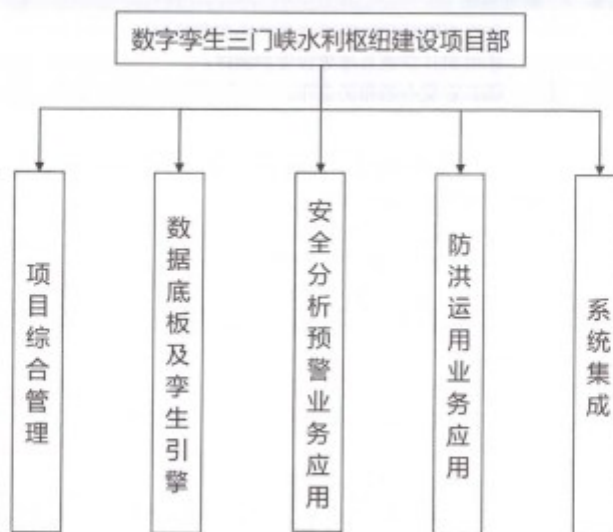 数字孪生三门峡水利枢纽建设项目部
项目综合管理
数据底板及孪生引擎
安全分析预警业务应用
防洪运用业务应用
系统集成